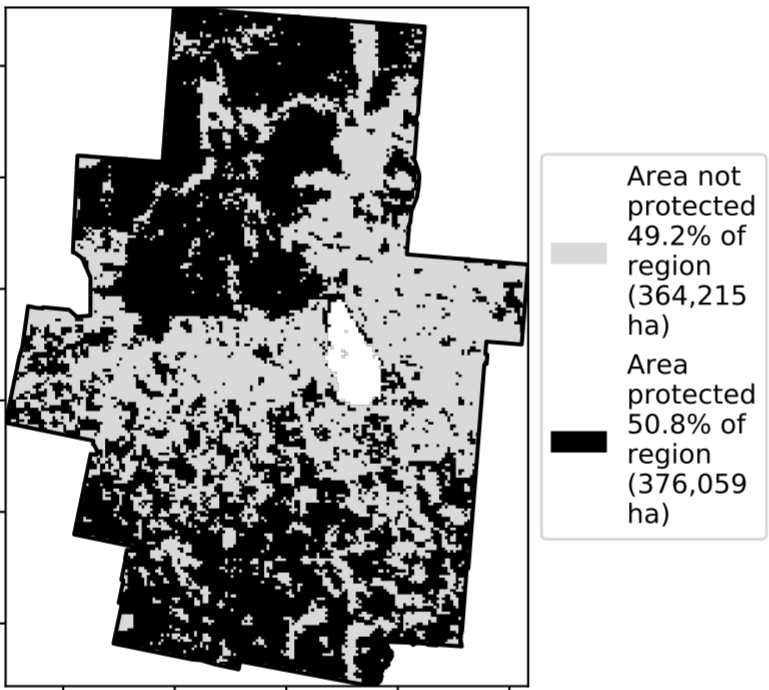 Area not
protected
49.2% of
region
(364,215
ha)
Area
protected
50.8% of
region
(376,059
ha)